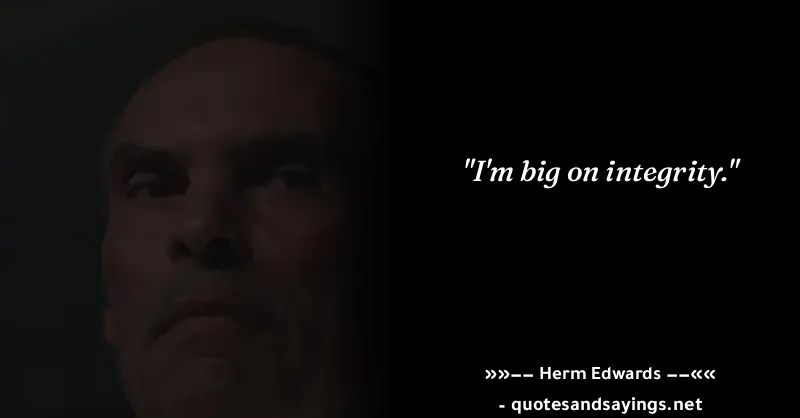 "I'm big on integrity."
»»−− Herm Edwards −−««
- quotesandsayings.net